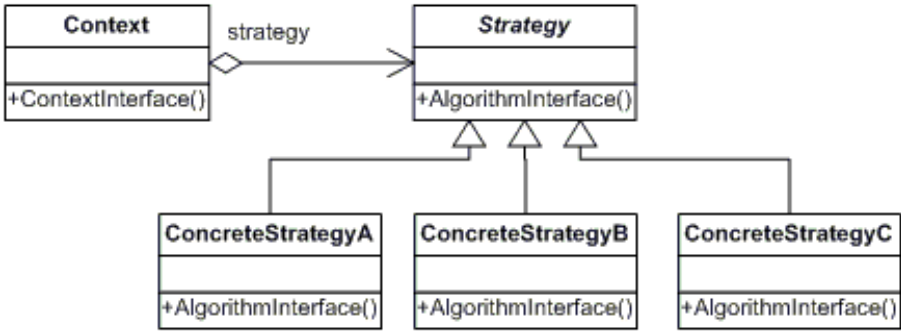 Context
strategy
Strategy
+ContextInterface()
+AlgorithmInterface()
ConcreteStrategyA
ConcreteStrategyB
ConcreteStrategyC
+AlgorithmInterface()
+AlgorithmInterface()
+AlgorithmInterface()